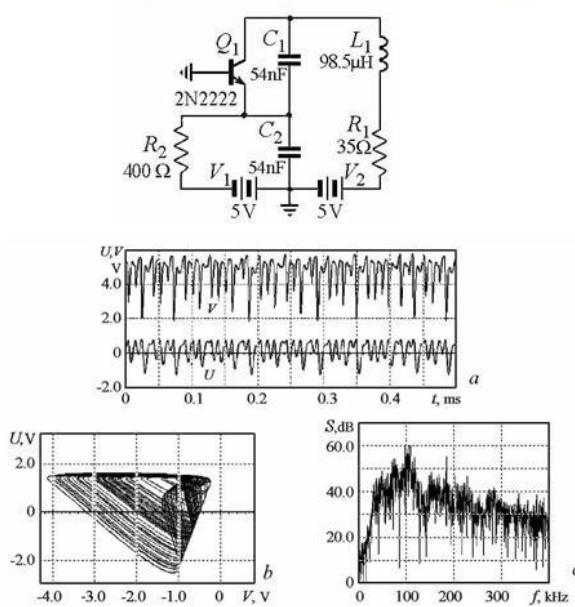 Q1 C1 L1
54nF 98.5μH
2N2222
R2 C2 R1
400 Ω 54nF 35Ω
V1 V2
5V 5V
U,V
V
4.0
2.0
0
-2.0
V
U
0 0.1 0.2 0.3 0.4 t, ms
a
U,V
2.0
0
-2.0
-4.0 -3.0 -2.0 -1.0 0 V, V
b
S,dB
60.0
40.0
20.0
0
0 100 200 300 f, kHz